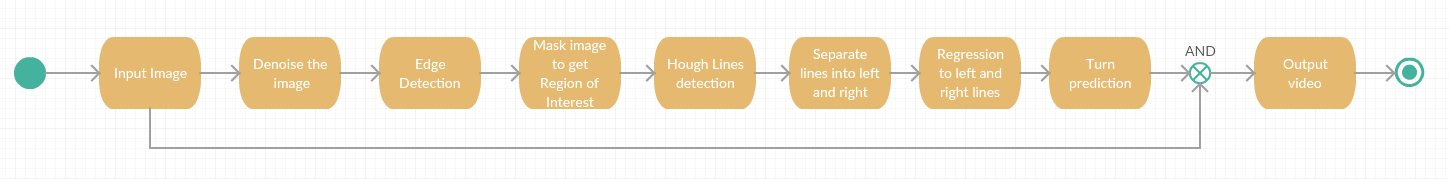 Input Image
Denoise the
image
Edge
Detection
Mask image
to get
Region of
Interest
Hough Lines
detection
Separate
lines into left
and right
Regression
to left and
right lines
Turn
prediction
AND
Output
video